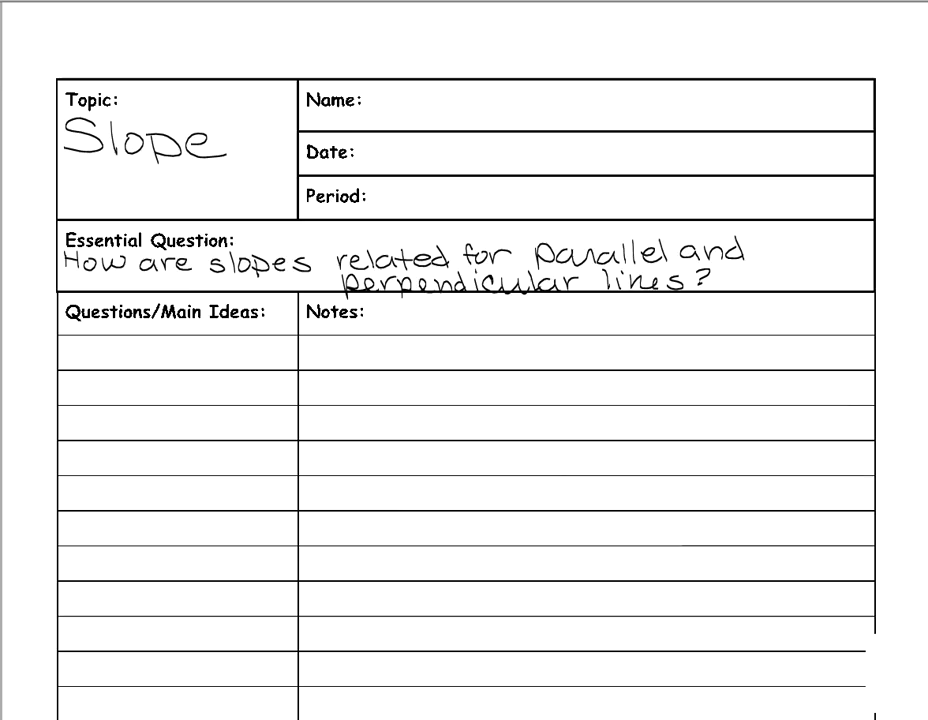 Topic:
Slope
Name:
Date:
Period:
Essential Question:
How are slopes related for parallel and
perpendicular lines?
Questions/Main Ideas:
Notes: